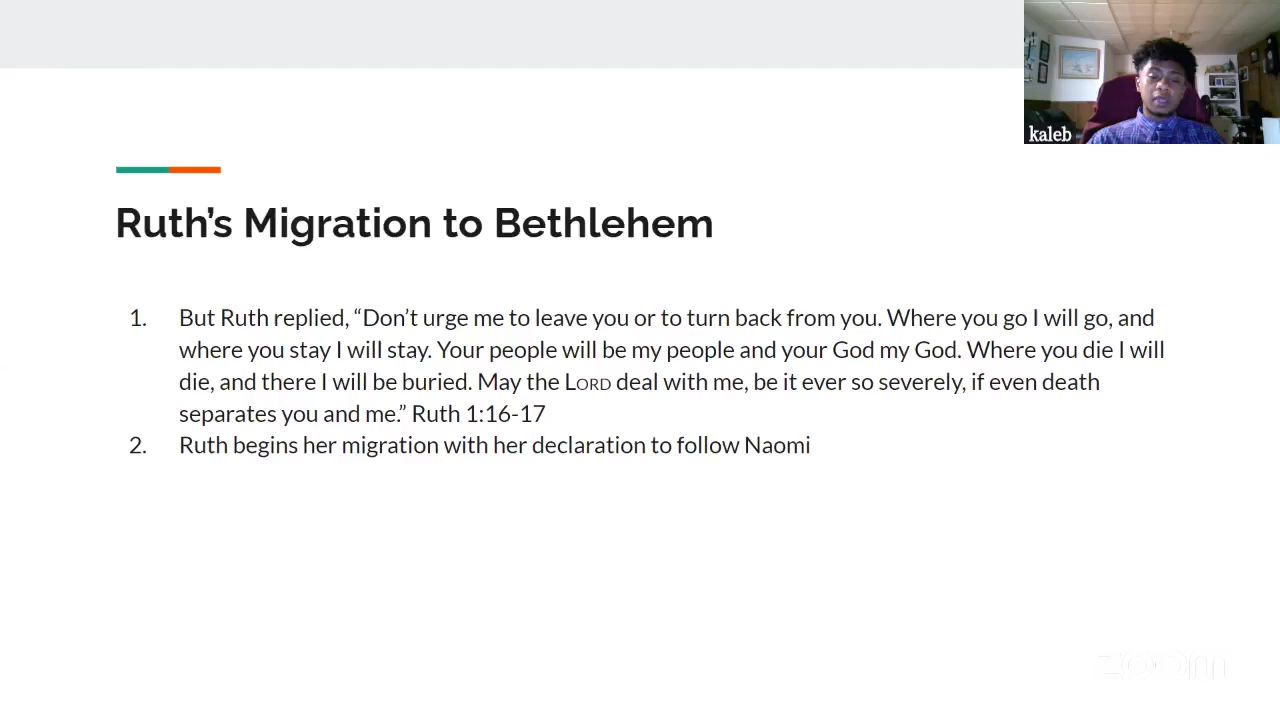 kaleb
Ruth’s Migration to Bethlehem
1. But Ruth replied, “Don’t urge me to leave you or to turn back from you. Where you go I will go, and
where you stay I will stay. Your people will be my people and your God my God. Where you die I will
die, and there I will be buried. May the LORD deal with me, be it ever so severely, if even death
separates you and me.” Ruth 1:16-17
2. Ruth begins her migration with her declaration to follow Naomi
zoom